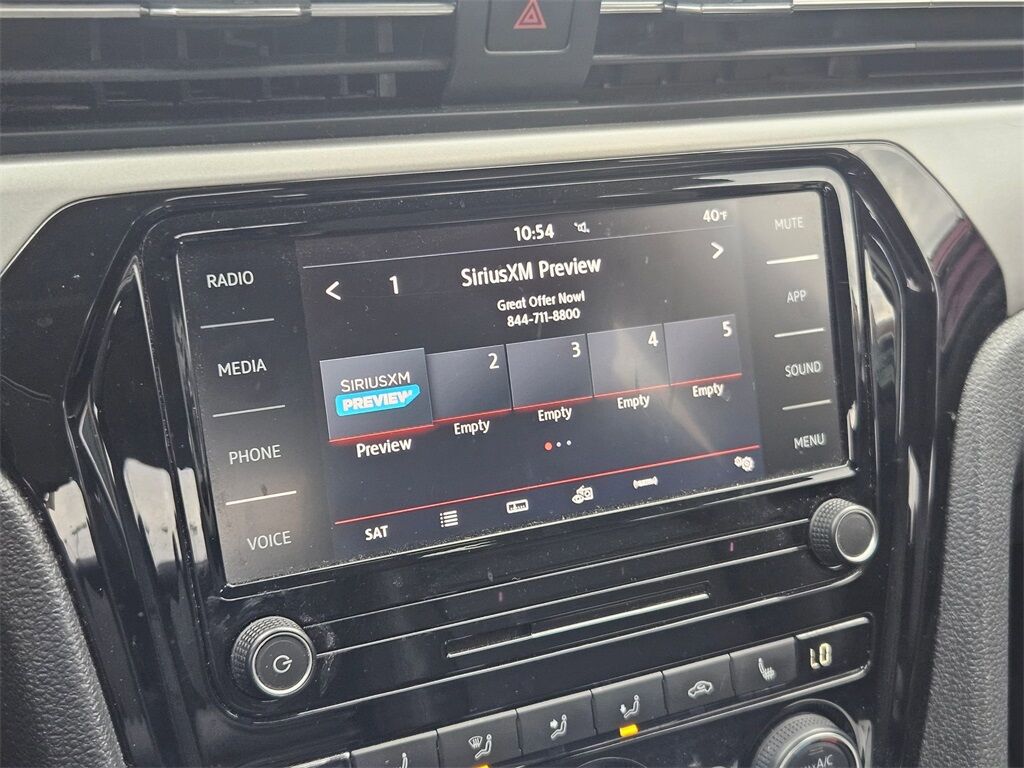 10:54 40°F
RADIO
MEDIA
PHONE
VOICE
1 SiriusXM Preview
Great Offer Now!
844-711-8800
SIRIUSXM
PREVIEW
2 3 4 5
Preview Empty Empty Empty Empty
SAT
MUTE
APP
SOUND
MENU
LO
A/C